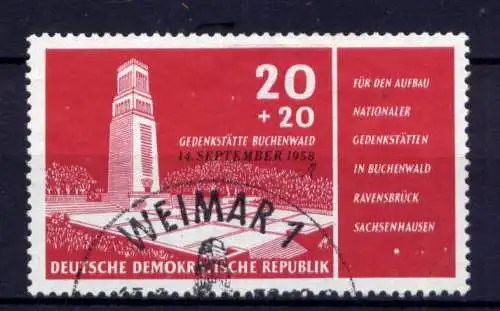 20
+ 20
GEDENKSTÄTTE BUCHENWALD
14. SEPTEMBER 1958
WEIMAR 1
DEUTSCHE DEMOKRATISCHE REPUBLIK
FÜR DEN AUFBAU
NATIONALER
GEDENKSTÄTTEN
IN BUCHENWALD
RAVENSBRÜCK
SACHSENHAUSEN